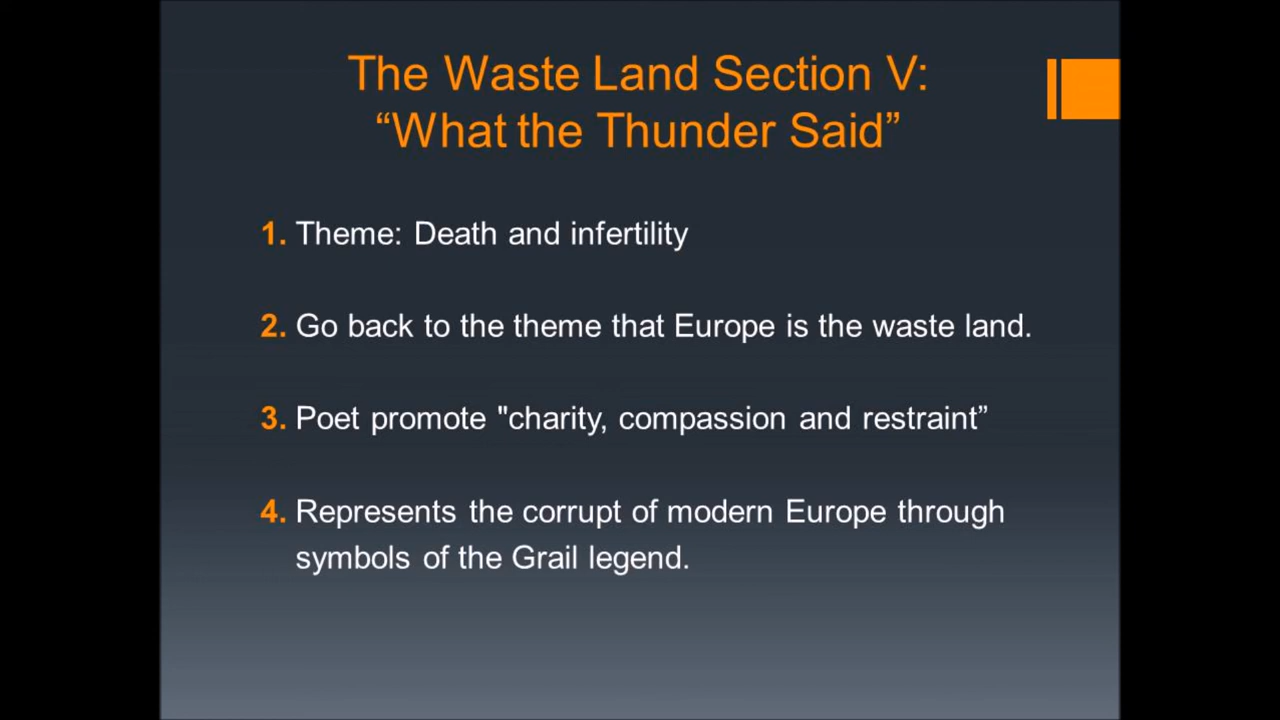 The Waste Land Section V:
“What the Thunder Said”
1. Theme: Death and infertility
2. Go back to the theme that Europe is the waste land.
3. Poet promote "charity, compassion and restraint”
4. Represents the corrupt of modern Europe through
symbols of the Grail legend.